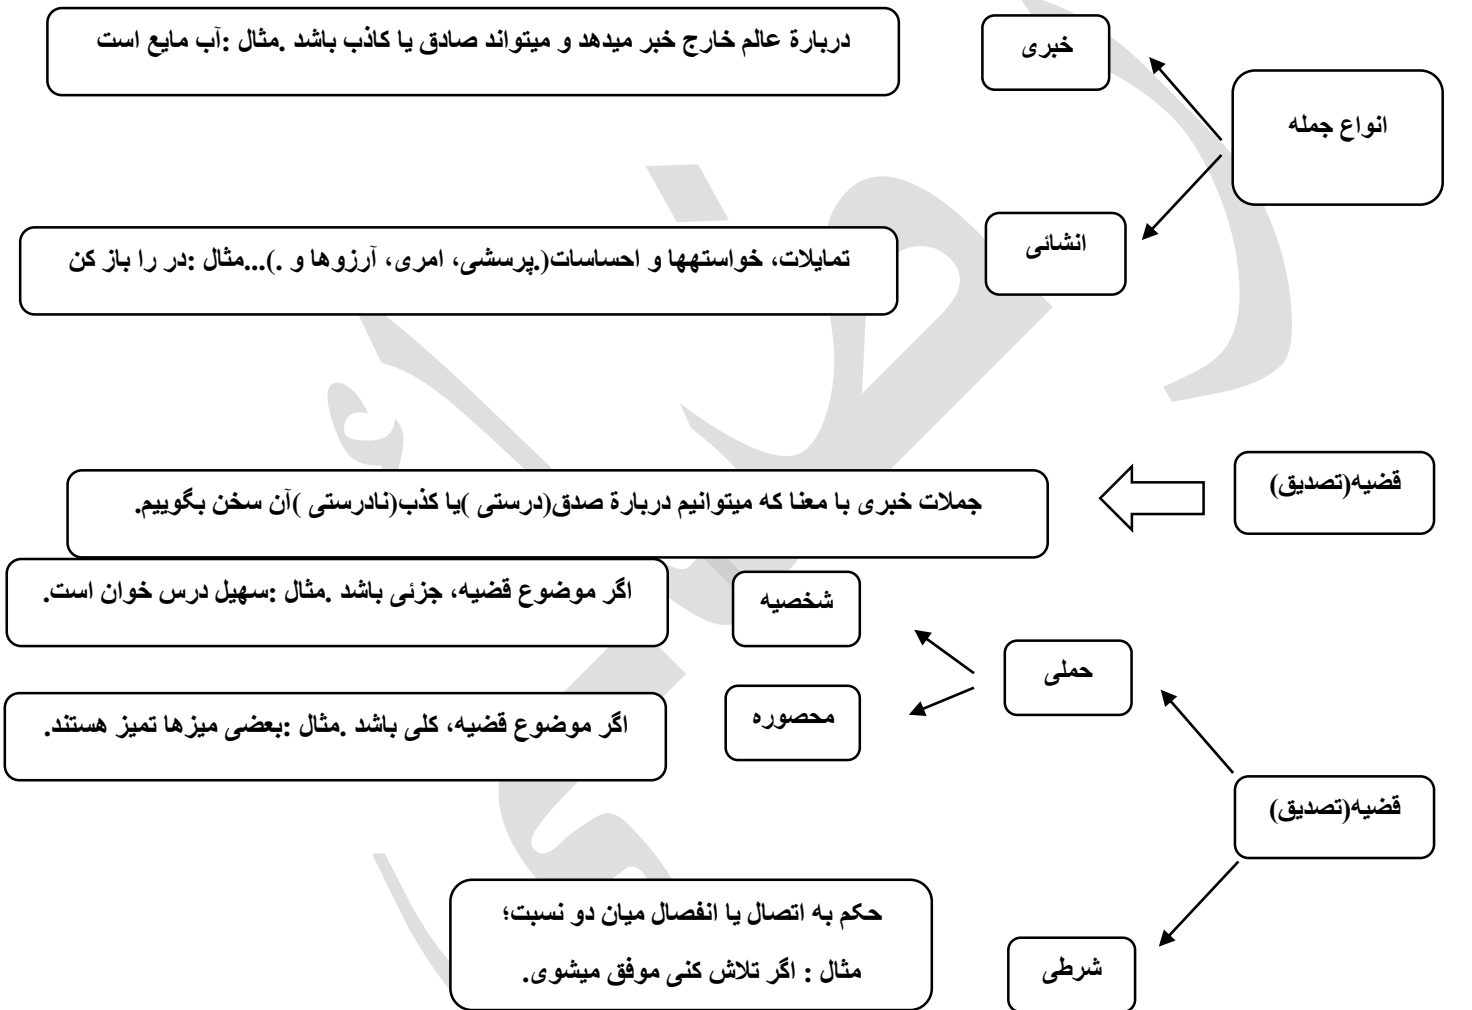 انواع جمله
خبری
دربارة عالم خارج خبر میدهد و میتواند صادق یا کاذب باشد .مثال :آب مایع است
انشائی
تمایلات، خواستهها و احساسات(.پرسشی، امری، آرزوها و .)...مثال :در را باز کن
قضیه(تصدیق)
جملات خبری با معنا که میتوانیم دربارة صدق(درستی )یا کذب(نادرستی )آن سخن بگوییم.
قضیه(تصدیق)
حملی
شخصیه
اگر موضوع قضیه، جزئی باشد .مثال :سهیل درس خوان است.
محصوره
اگر موضوع قضیه، کلی باشد .مثال :بعضی میزها تمیز هستند.
شرطی
حکم به اتصال یا انفصال میان دو نسبت؛
مثال : اگر تلاش کنی موفق میشوی.